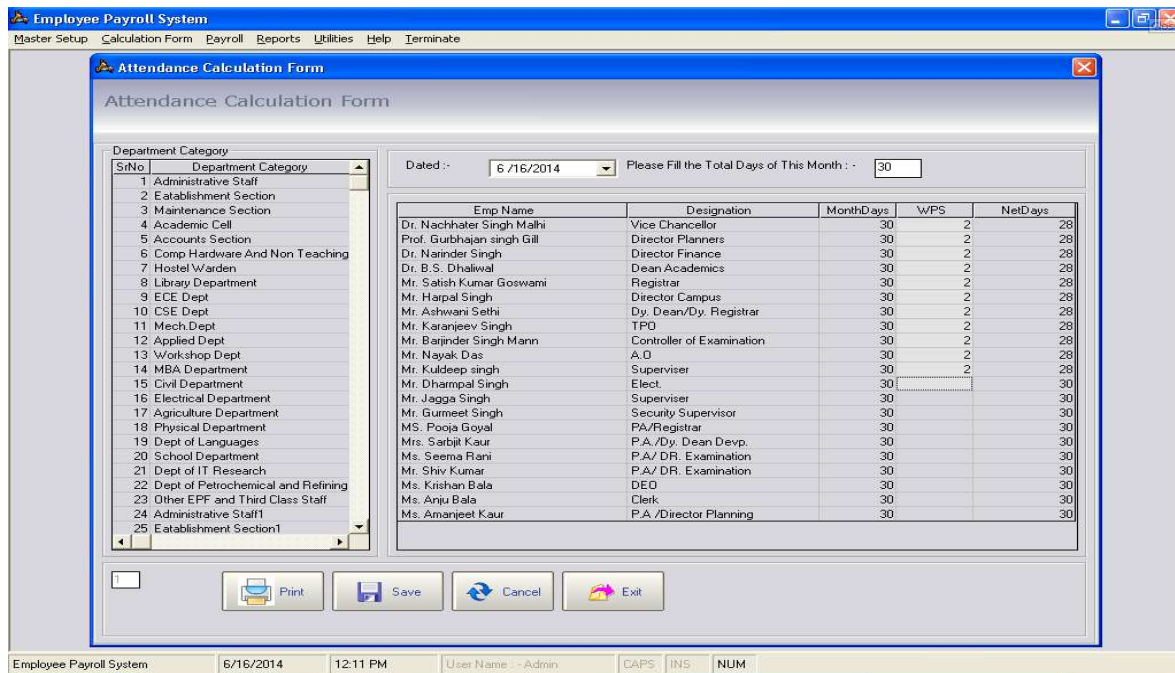 Employee Payroll System
Master Setup Calculation Form Payroll Reports Utilities Help Terminate
Attendance Calculation Form
Attendance Calculation Form
Department Category
SrNo Department Category
1 Administrative Staff
2 Eatablishment Section
3 Maintenance Section
4 Academic Cell
5 Accounts Section
6 Comp Hardware And Non Teaching
7 Hostel Warden
8 Library Department
9 ECE Dept
10 CSE Dept
11 Mech.Dept
12 Applied Dept
13 Workshop Dept
14 MBA Department
15 Civil Department
16 Electrical Department
17 Agriculture Department
18 Physical Department
19 Dept of Languages
20 School Department
21 Dept of IT Research
22 Dept of Petrochemical and Refining
23 Other EPF and Third Class Staff
24 Administrative Staff1
25 Eatablishment Section1
Dated :- 6 /16/2014 Please Fill the Total Days of This Month : - 30
Emp Name Designation MonthDays WPS NetDays
Dr. Nachhater Singh Malhi Vice Chancellor 30 2 28
Prof. Gurbhajan singh Gill Director Planners 30 2 28
Dr. Narinder Singh Director Finance 30 2 28
Dr. B.S. Dhaliwal Dean Academics 30 2 28
Mr. Satish Kumar Goswami Registrar 30 2 28
Mr. Harpal Singh Director Campus 30 2 28
Mr. Ashwani Sethi Dy. Dean/Dy. Registrar 30 2 28
Mr. Karanjeev Singh TPO 30 2 28
Mr. Barjinder Singh Mann Controller of Examination 30 2 28
Mr. Nayak Das A.O 30 2 28
Mr. Kuldeep singh Superviser 30 2 28
Mr. Dharmpal Singh Elect. 30 30
Mr. Jagga Singh Superviser 30 30
Mr. Gurmeet Singh Security Supervisor 30 30
MS. Pooja Goyal PA/Registrar 30 30
Mrs. Sarbjit Kaur P.A./Dy. Dean Devp. 30 30
Ms. Seema Rani P.A/ DR. Examination 30 30
Mr. Shiv Kumar P.A/ DR. Examination 30 30
Ms. Krishan Bala DEO 30 30
Ms. Anju Bala Clerk 30 30
Ms. Amanjeet Kaur P.A /Director Planning 30 30
1
Print Save Cancel Exit
Employee Payroll System 6/16/2014 12:11 PM User Name : - Admin CAPS INS NUM